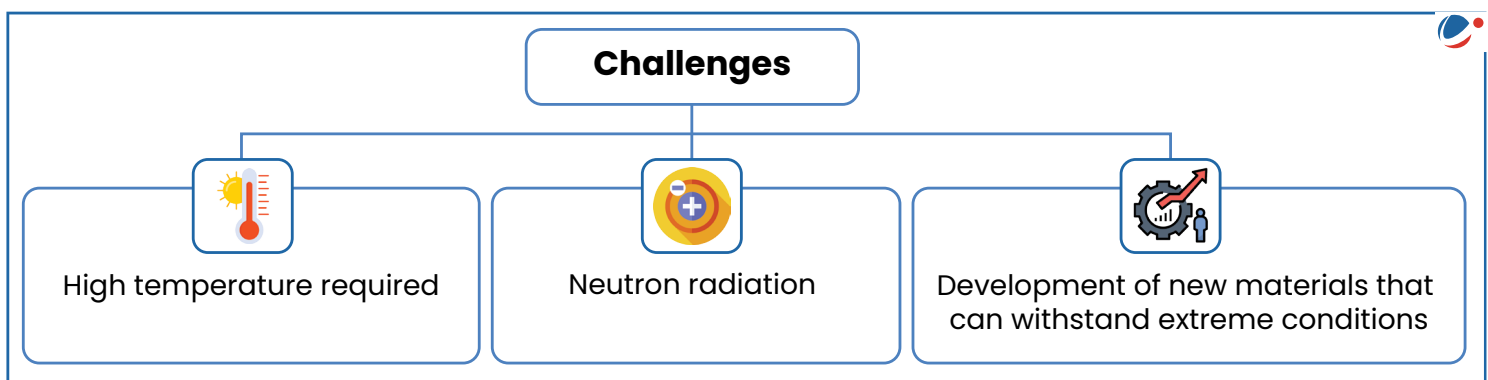 Challenges
High temperature required
Neutron radiation
Development of new materials that
can withstand extreme conditions